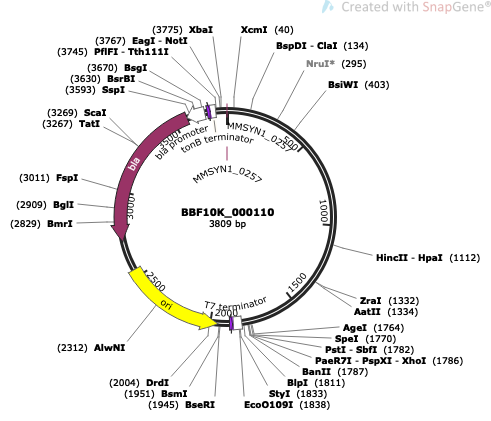 Created with SnapGene®
(3775) XbaI
XcmI (40)
(3767) EagI - NotI
(3745) PflFI - Tth111I
BspDI - ClaI (134)
(3670) BsgI
NruI* (295)
(3630) BsrBI
BsiWI (403)
(3593) SspI
(3269) ScaI
(3267) TatI
3500
bla promoter
tonB terminator
MMSYN1_0257
500
bla
MMSYN1_0257
(3011) FspI
(2909) BglI
(2829) BmrI
3000
BBF10K_000110
3809 bp
1000
HincII - HpaI (1112)
2500
1500
ZraI (1332)
AatII (1334)
ori
T7 terminator
2000
AgeI (1764)
SpeI (1770)
PstI - SbfI (1782)
PaeR7I - PspXI - XhoI (1786)
BanII (1787)
(2312) AlwNI
(2004) DrdI
BlpI (1811)
(1951) BsmI
StyI (1833)
(1945) BseRI
EcoO109I (1838)